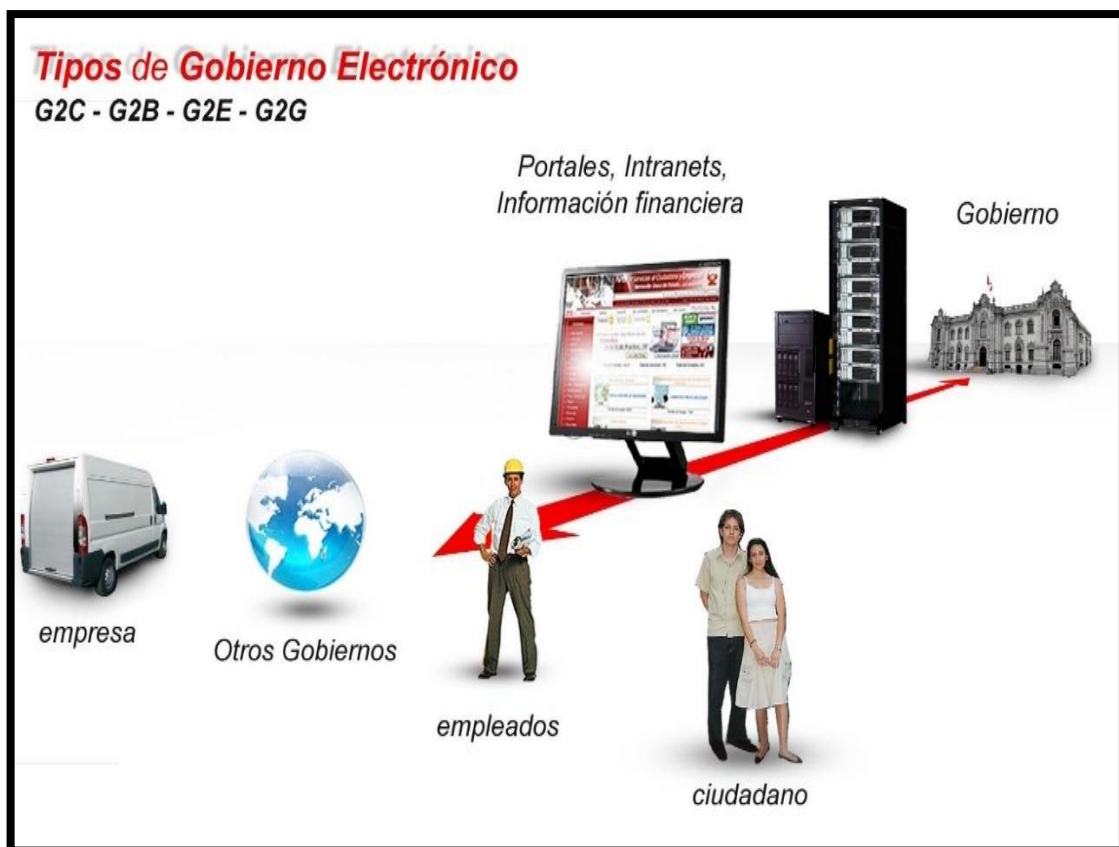 Tipos de Gobierno Electrónico
G2C - G2B - G2E - G2G
Portales, Intranets,
Información financiera
Gobierno
empresa
Otros Gobiernos
empleados
ciudadano